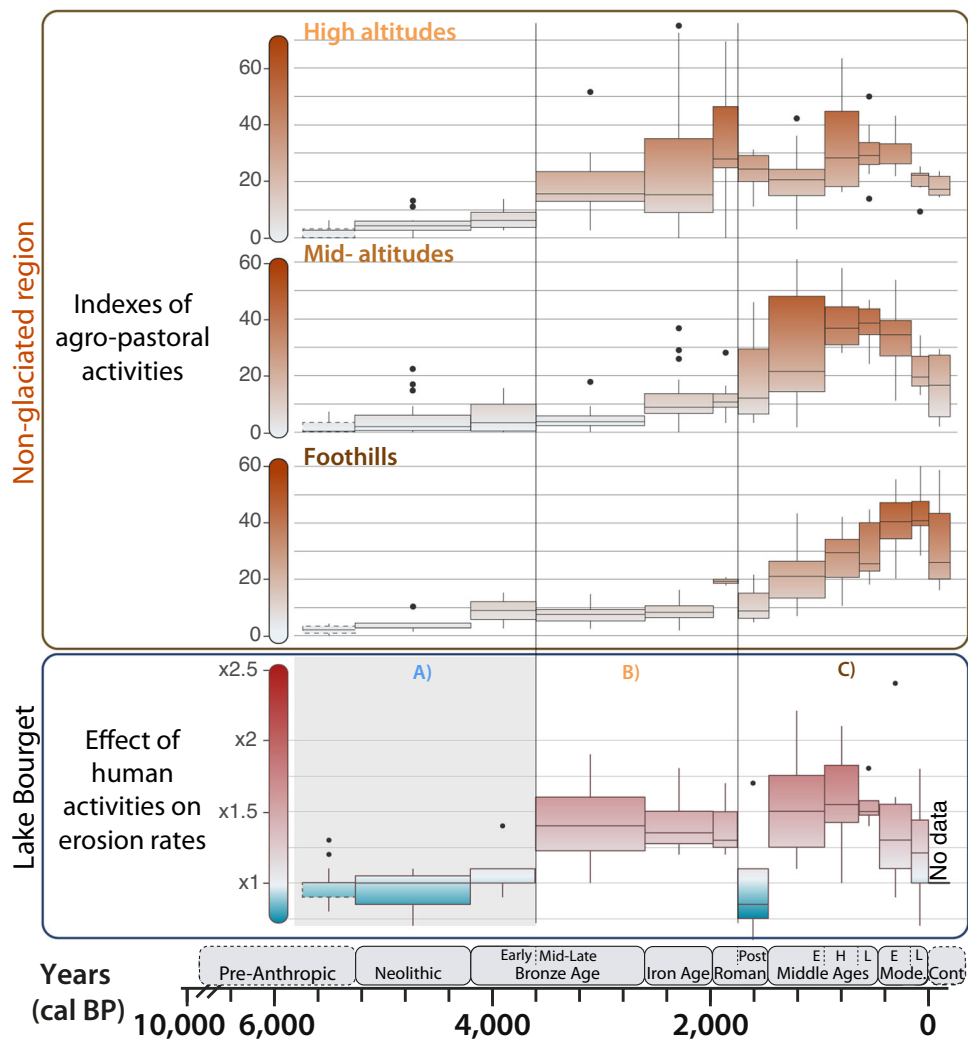 High altitudes
60
40
20
0
Mid- altitudes
60
40
20
0
Foothills
60
40
20
0
Non-glaciated region
Indexes of
agro-pastoral
activities
A)
B)
C)
x2.5
x2
x1.5
x1
Lake Bourget
Effect of
human
activities on
erosion rates
No data
Years
(cal BP)
Pre-Anthropic
Neolithic
Early Mid-Late
Bronze Age
Iron Age
Post
Roman
E H L
Middle Ages
E L
Mode.
Cont
10,000 6,000 4,000 2,000 0